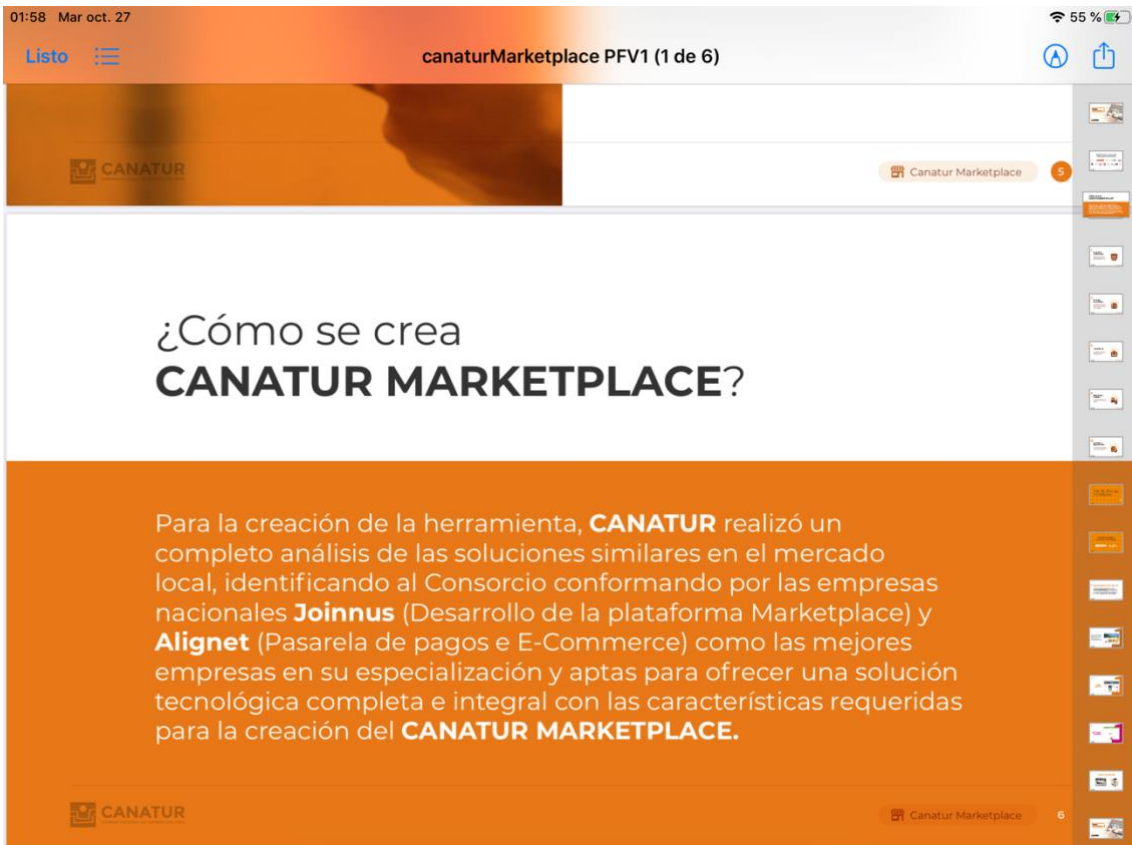 01:58 Mar oct. 27
55 %
Listo
canaturMarketplace PFV1 (1 de 6)
CANATUR
Canatur Marketplace
5
¿Cómo se crea
CANATUR MARKETPLACE?
Para la creación de la herramienta, CANATUR realizó un
completo análisis de las soluciones similares en el mercado
local, identificando al Consorcio conformando por las empresas
nacionales Joinnus (Desarrollo de la plataforma Marketplace) y
Alignet (Pasarela de pagos e E-Commerce) como las mejores
empresas en su especialización y aptas para ofrecer una solución
tecnológica completa e integral con las características requeridas
para la creación del CANATUR MARKETPLACE.
CANATUR
Canatur Marketplace
6